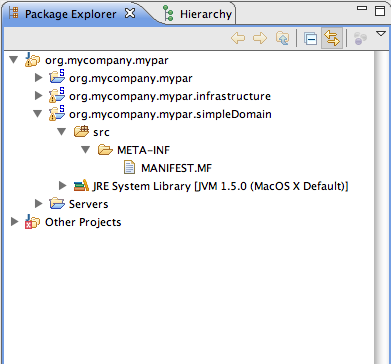 Package Explorer Hierarchy
org.mycompany.mypar
org.mycompany.mypar
org.mycompany.mypar.infrastructure
org.mycompany.mypar.simpleDomain
src
META-INF
MANIFEST.MF
JRE System Library [JVM 1.5.0 (MacOS X Default)]
Servers
Other Projects